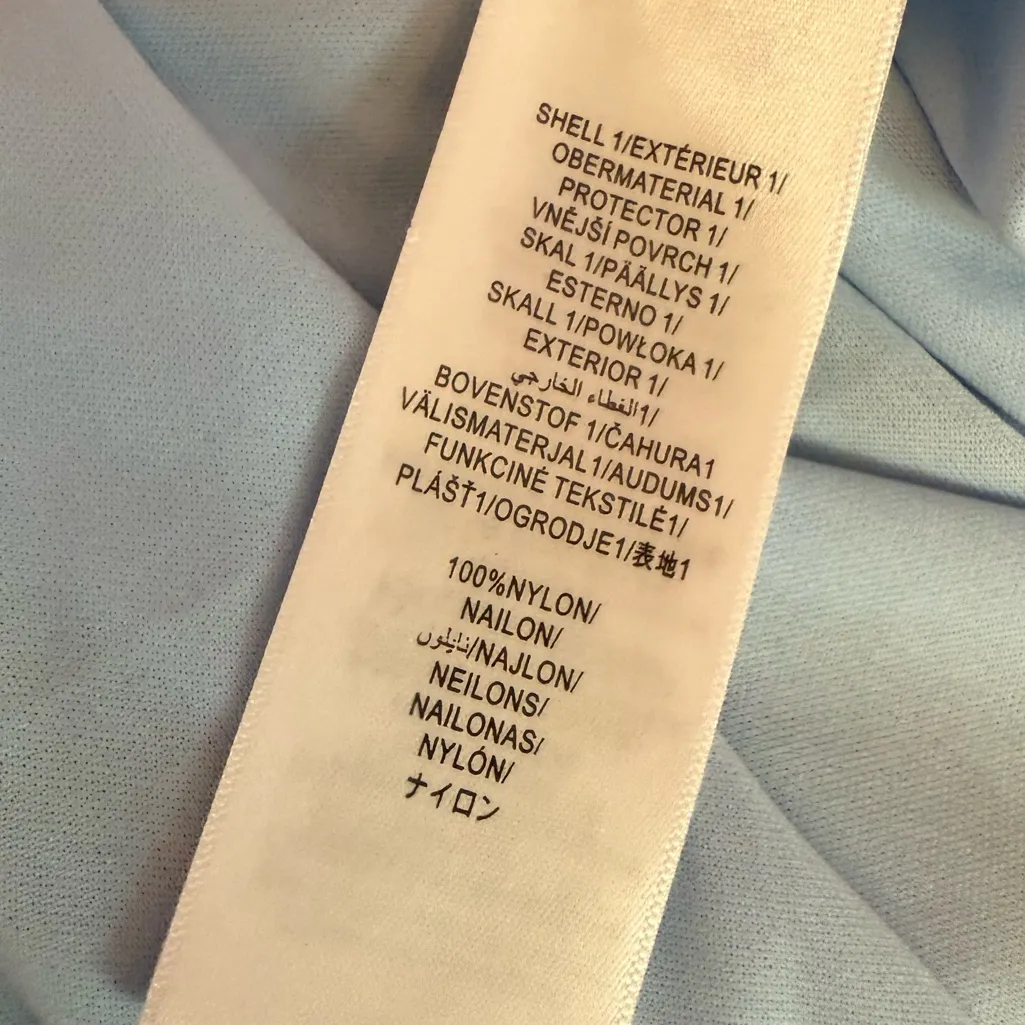 SHELL 1/EXTÉRIEUR 1/
OBERMATERIAL 1/
PROTECTOR 1/
VNĚJŠÍ POVRCH 1/
SKAL 1/PÄÄLLYS 1/
ESTERNO 1/
SKALL 1/POWŁOKA 1/
EXTERIOR 1/
الغطاء الخارجي1/
BOVENSTOF 1/ČAHURA1
VÄLISMATERJAL1/AUDUMS1/
FUNKCINĖ TEKSTILĖ1/
PLÁŠŤ1/OGRODJE1/表地1
100%NYLON/
NAILON/
نايلون/NAJLON/
NEILONS/
NAILONAS/
NYLÓN/
ナイロン